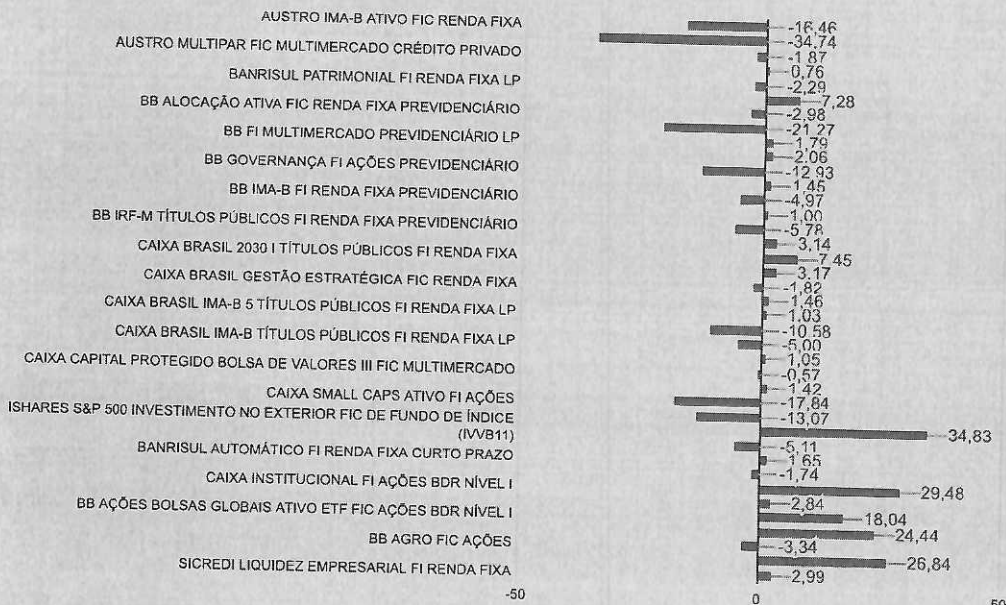 AUSTRO IMA-B ATIVO FIC RENDA FIXA
-16,46
-34,74
AUSTRO MULTIPAR FIC MULTIMERCADO CRÉDITO PRIVADO
-1,87
0,76
BANRISUL PATRIMONIAL FI RENDA FIXA LP
-2,29
7,28
BB ALOCAÇÃO ATIVA FIC RENDA FIXA PREVIDENCIÁRIO
-2,98
-21,27
BB FI MULTIMERCADO PREVIDENCIÁRIO LP
1,79
2,06
BB GOVERNANÇA FI AÇÕES PREVIDENCIÁRIO
-12,93
1,45
BB IMA-B FI RENDA FIXA PREVIDENCIÁRIO
-4,97
1,00
BB IRF-M TÍTULOS PÚBLICOS FI RENDA FIXA PREVIDENCIÁRIO
-5,78
3,14
CAIXA BRASIL 2030 I TÍTULOS PÚBLICOS FI RENDA FIXA
7,45
3,17
CAIXA BRASIL GESTÃO ESTRATÉGICA FIC RENDA FIXA
-1,82
1,46
CAIXA BRASIL IMA-B 5 TÍTULOS PÚBLICOS FI RENDA FIXA LP
1,03
-10,58
CAIXA BRASIL IMA-B TÍTULOS PÚBLICOS FI RENDA FIXA LP
-5,00
1,05
CAIXA CAPITAL PROTEGIDO BOLSA DE VALORES III FIC MULTIMERCADO
-0,57
1,42
CAIXA SMALL CAPS ATIVO FI AÇÕES
-17,84
-13,07
ISHARES S&P 500 INVESTIMENTO NO EXTERIOR FIC DE FUNDO DE ÍNDICE
(IVVB11)
34,83
-5,11
BANRISUL AUTOMÁTICO FI RENDA FIXA CURTO PRAZO
1,65
-1,74
CAIXA INSTITUCIONAL FI AÇÕES BDR NÍVEL I
29,48
2,84
BB AÇÕES BOLSAS GLOBAIS ATIVO ETF FIC AÇÕES BDR NÍVEL I
18,04
24,44
BB AGRO FIC AÇÕES
-3,34
26,84
SICREDI LIQUIDEZ EMPRESARIAL FI RENDA FIXA
2,99
-50
0
50